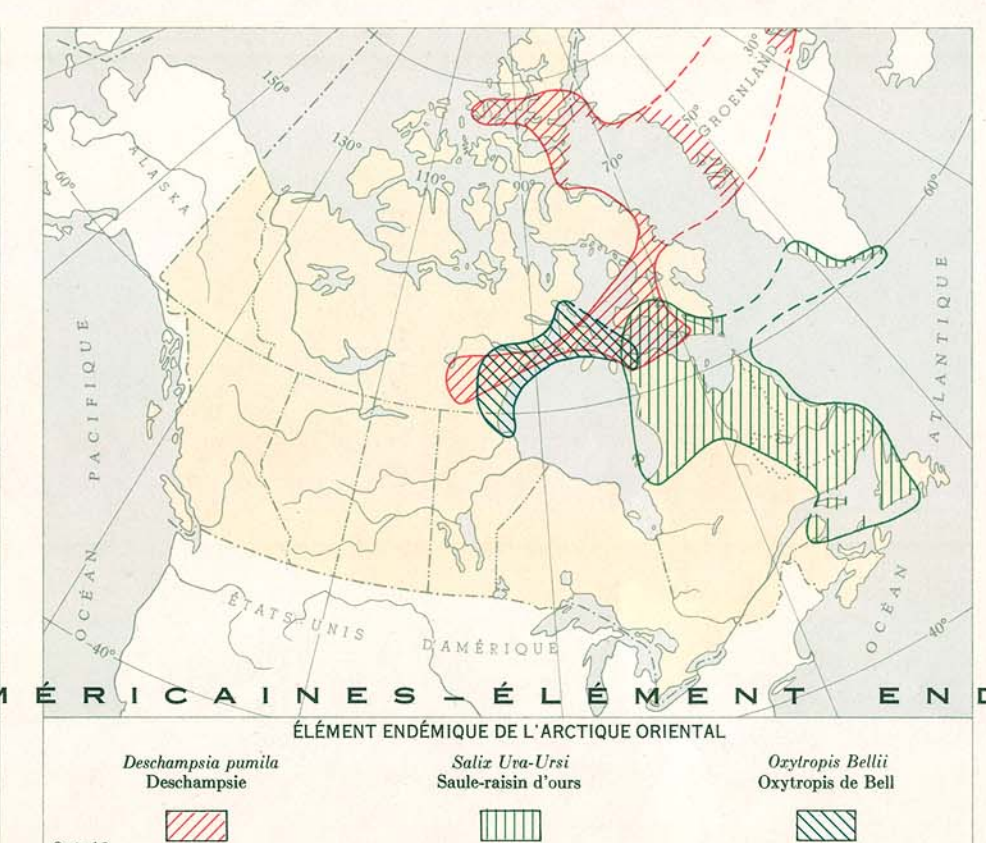 150°
30°
GROENLAND
50°
130°
ALASKA
60°
70°
110°
90°
60°
OCÉAN PACIFIQUE
ATLANTIQUE
OCÉAN
ÉTATS-UNIS
D'AMÉRIQUE
40°
40°
MÉRICAINES – ÉLÉMENT END
ÉLÉMENT ENDÉMIQUE DE L'ARCTIQUE ORIENTAL
Deschampsia pumila
Deschampsie
Salix Uva-Ursi
Saule-raisin d'ours
Oxytropis Bellii
Oxytropis de Bell